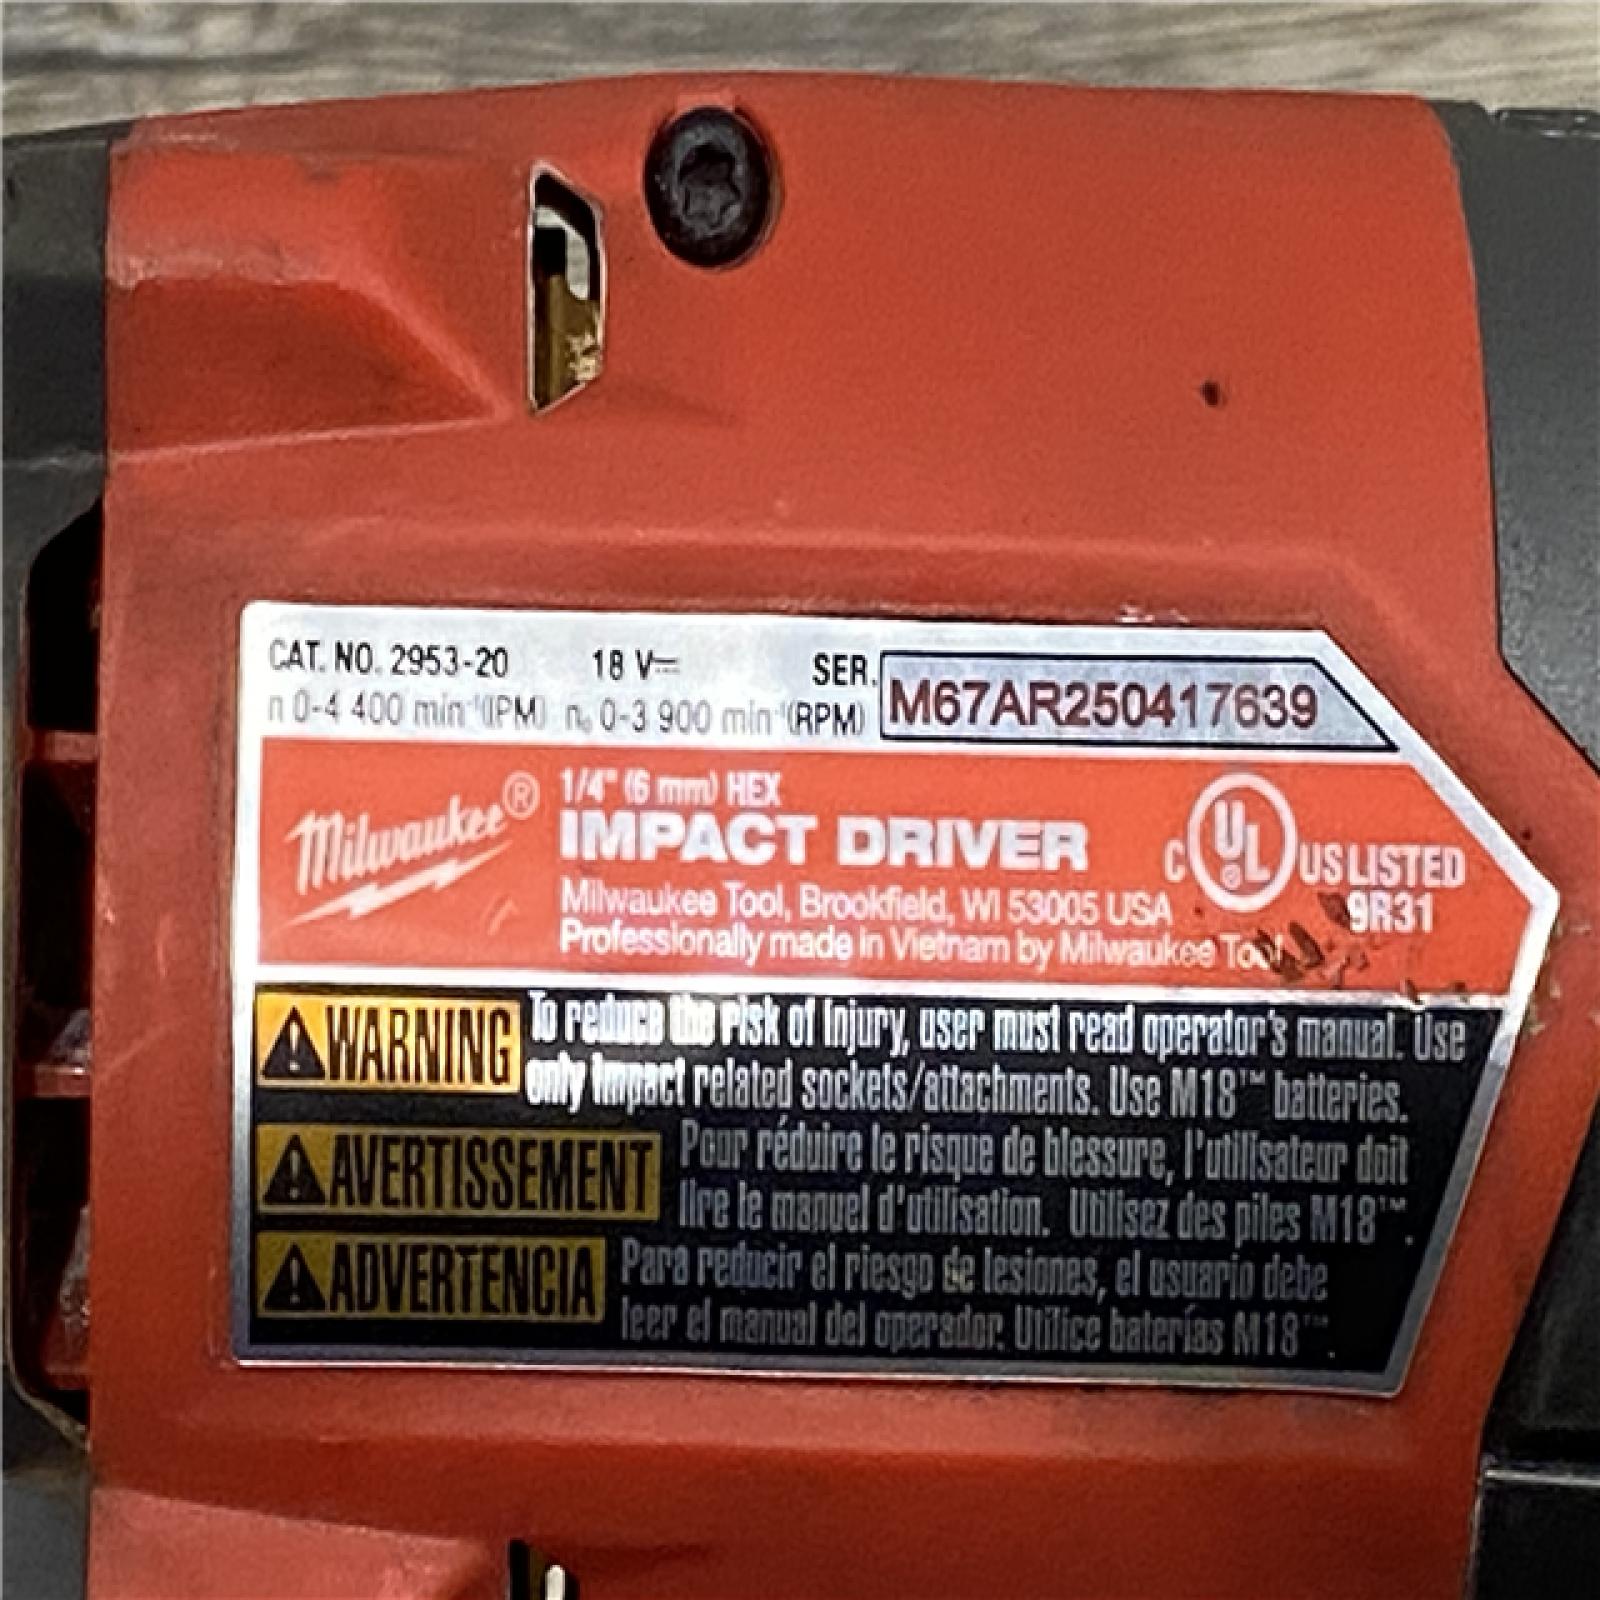 CAT. NO. 2953-20 18 V⎓ SER. M67AR250417639
n 0-4 400 min⁻¹(IPM) n₀ 0-3 900 min⁻¹(RPM)
Milwaukee®
1/4" (6 mm) HEX
IMPACT DRIVER
Milwaukee Tool, Brookfield, WI 53005 USA
Professionally made in Vietnam by Milwaukee Tool
C UL® US LISTED
9R31
WARNING To reduce the risk of injury, user must read operator's manual. Use
only impact related sockets/attachments. Use M18™ batteries.
AVERTISSEMENT Pour réduire le risque de blessure, l'utilisateur doit
lire le manuel d'utilisation. Utilisez des piles M18™.
ADVERTENCIA Para reducir el riesgo de lesiones, el usuario debe
leer el manual del operador. Utilice baterías M18™.